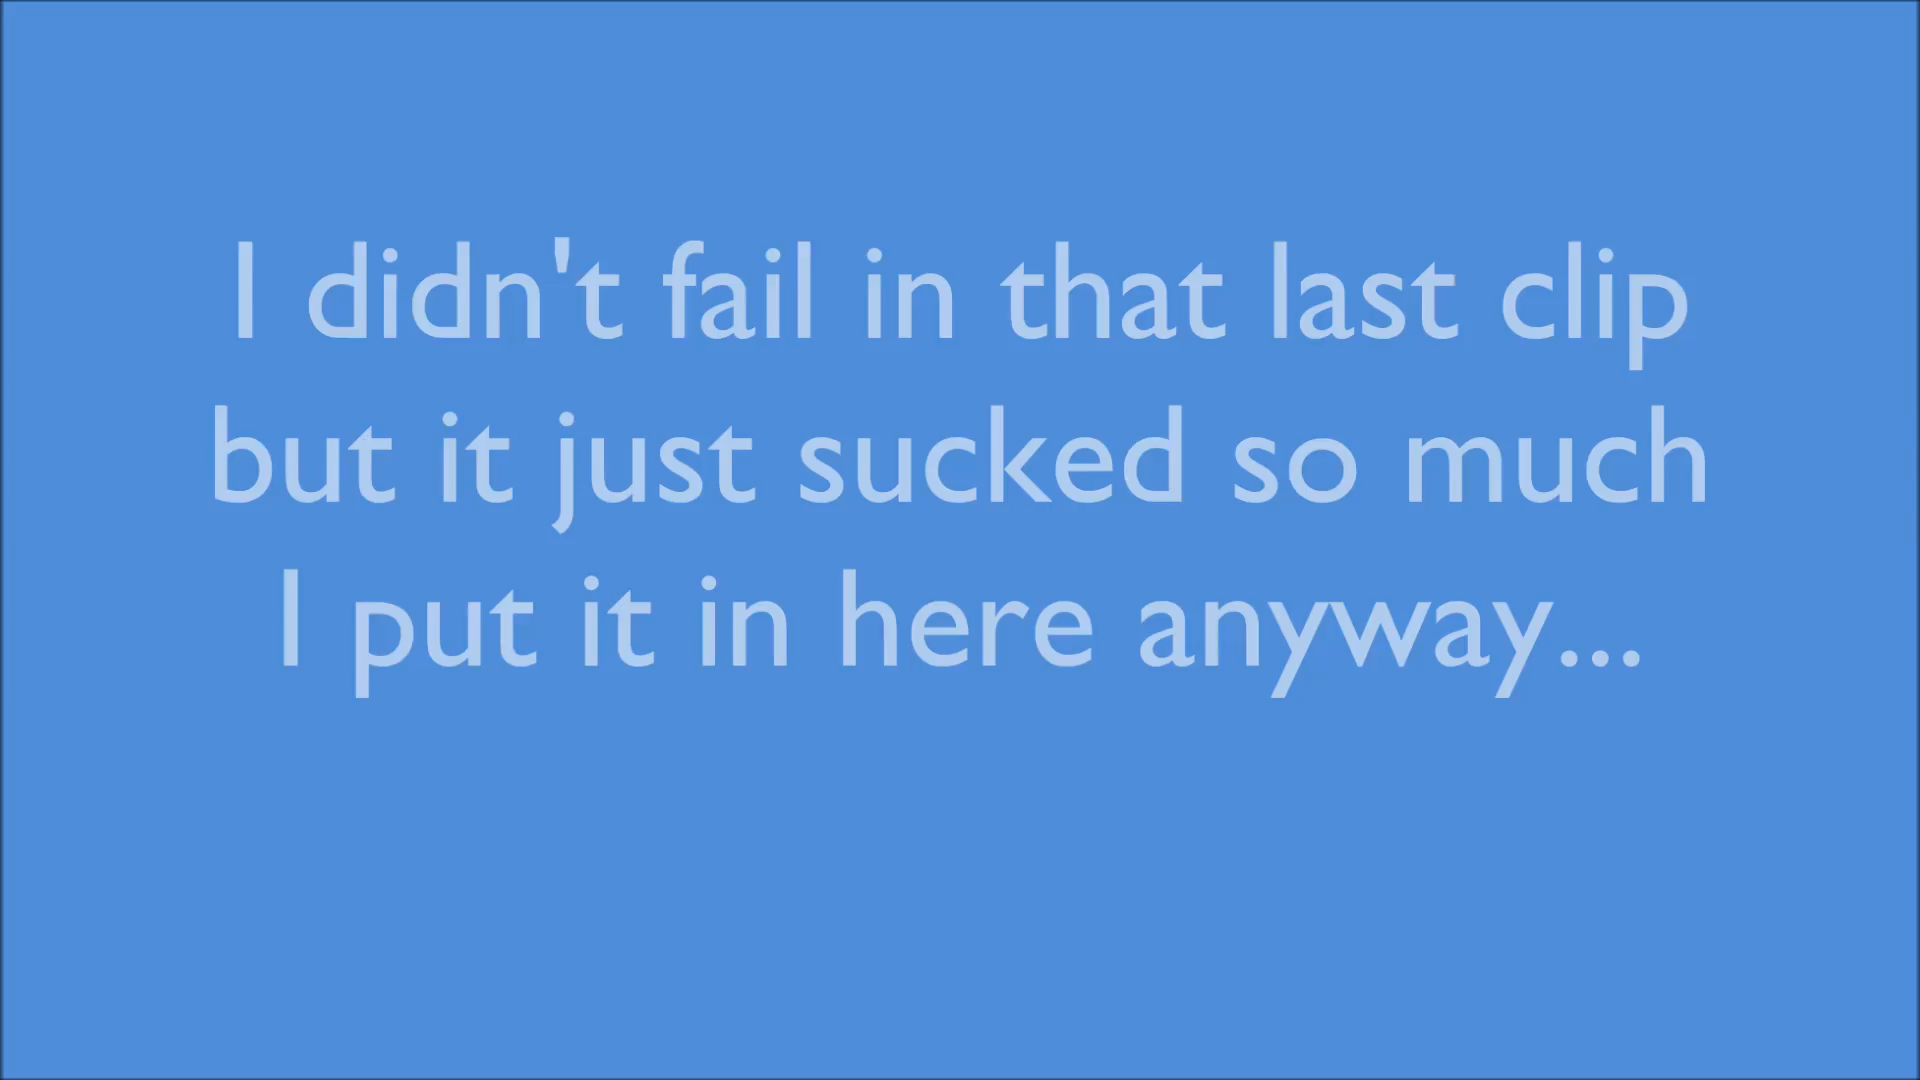 I didn't fail in that last clip
but it just sucked so much
I put it in here anyway...